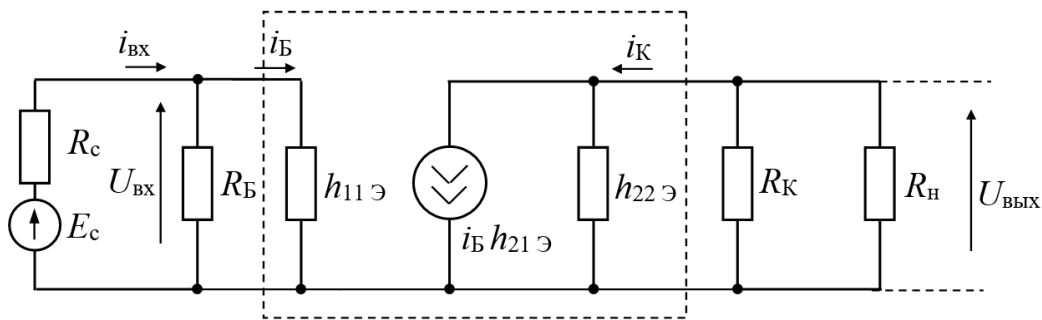 iвх
iБ
iК
Rс
Uвх
RБ
h11 Э
h22 Э
RК
Rн
Uвых
Eс
iБ h21 Э